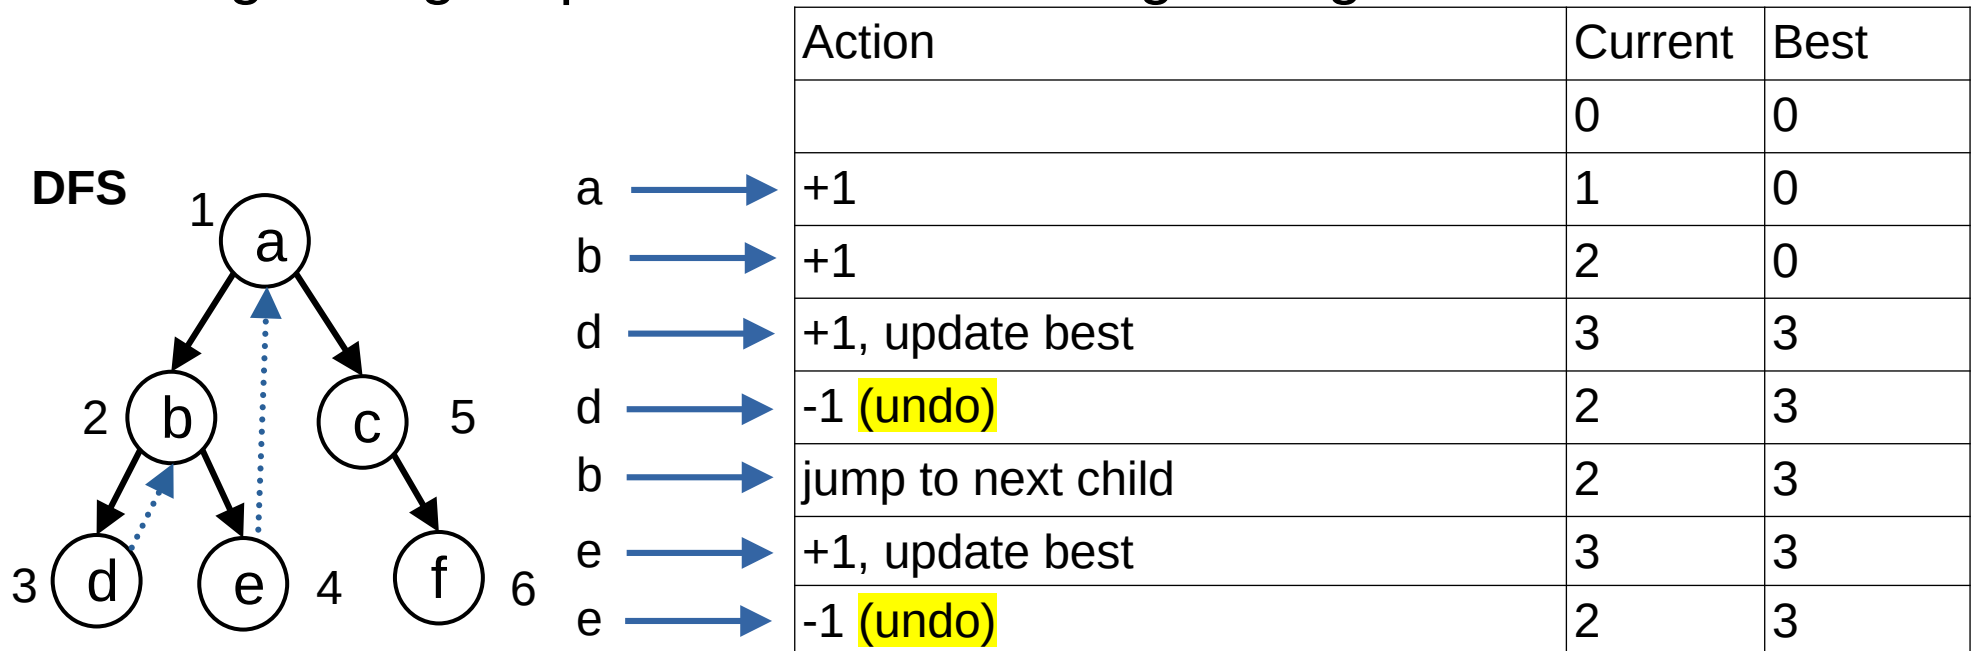 Action Current Best
0 0
DFS
a +1 1 0
1
a
b +1 2 0
d +1, update best 3 3
2 b c 5
d -1 (undo) 2 3
b jump to next child 2 3
3 d e 4 f 6
e +1, update best 3 3
e -1 (undo) 2 3